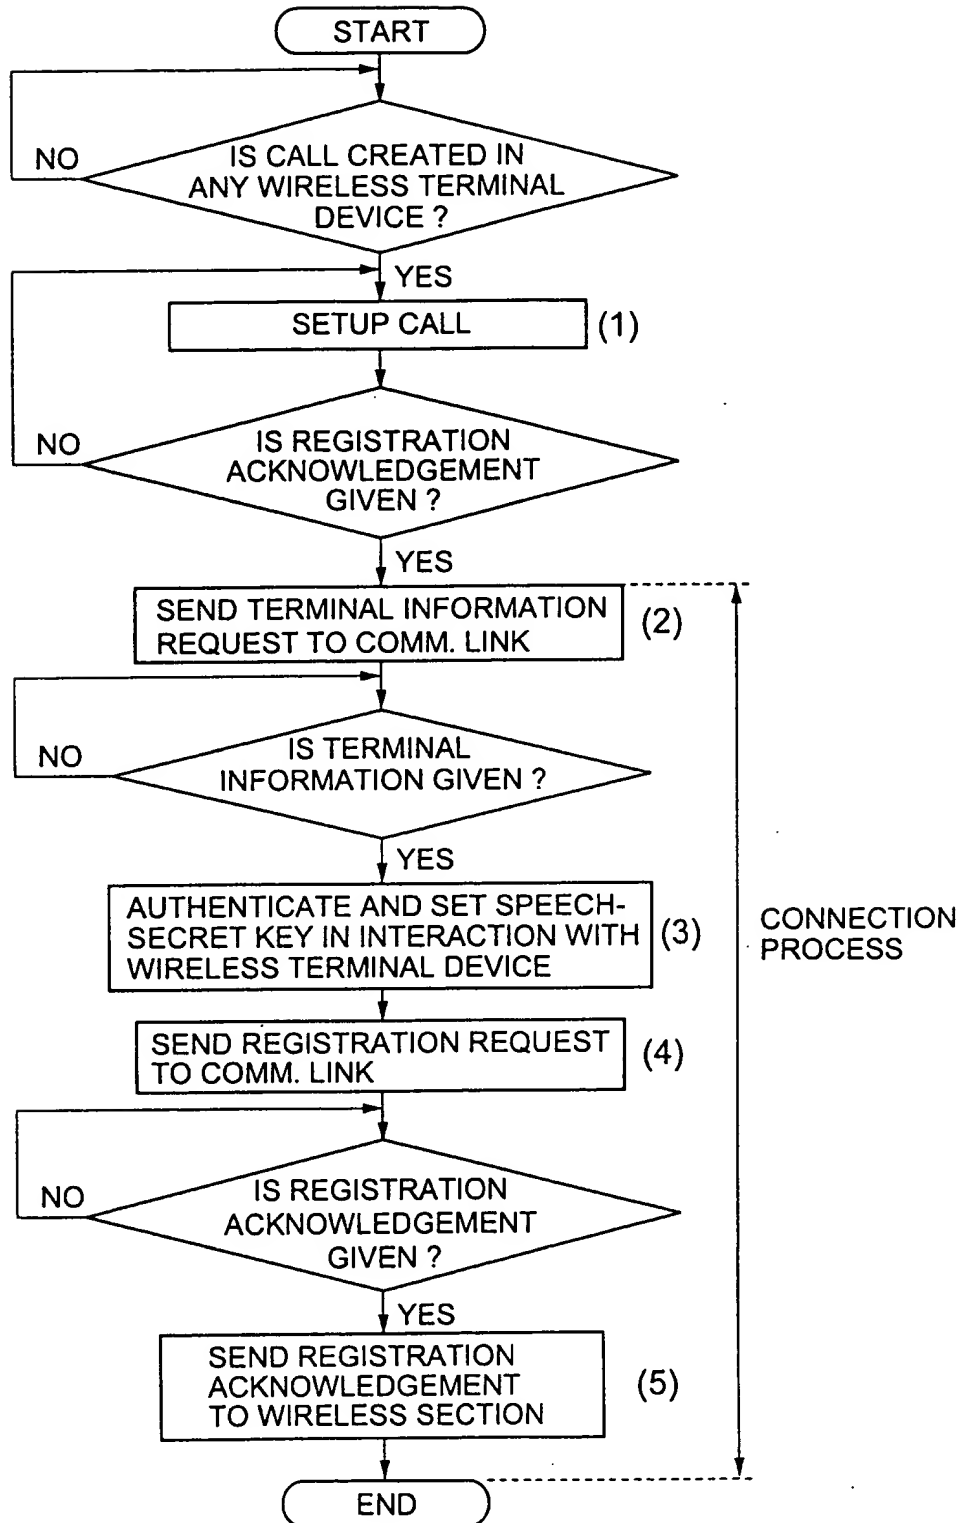 START
NO
IS CALL CREATED IN
ANY WIRELESS TERMINAL
DEVICE ?
YES
SETUP CALL
(1)
NO
IS REGISTRATION
ACKNOWLEDGEMENT
GIVEN ?
YES
SEND TERMINAL INFORMATION
REQUEST TO COMM. LINK
(2)
NO
IS TERMINAL
INFORMATION GIVEN ?
YES
AUTHENTICATE AND SET SPEECH-
SECRET KEY IN INTERACTION WITH
WIRELESS TERMINAL DEVICE
(3)
CONNECTION
PROCESS
SEND REGISTRATION REQUEST
TO COMM. LINK
(4)
NO
IS REGISTRATION
ACKNOWLEDGEMENT
GIVEN ?
YES
SEND REGISTRATION
ACKNOWLEDGEMENT
TO WIRELESS SECTION
(5)
END